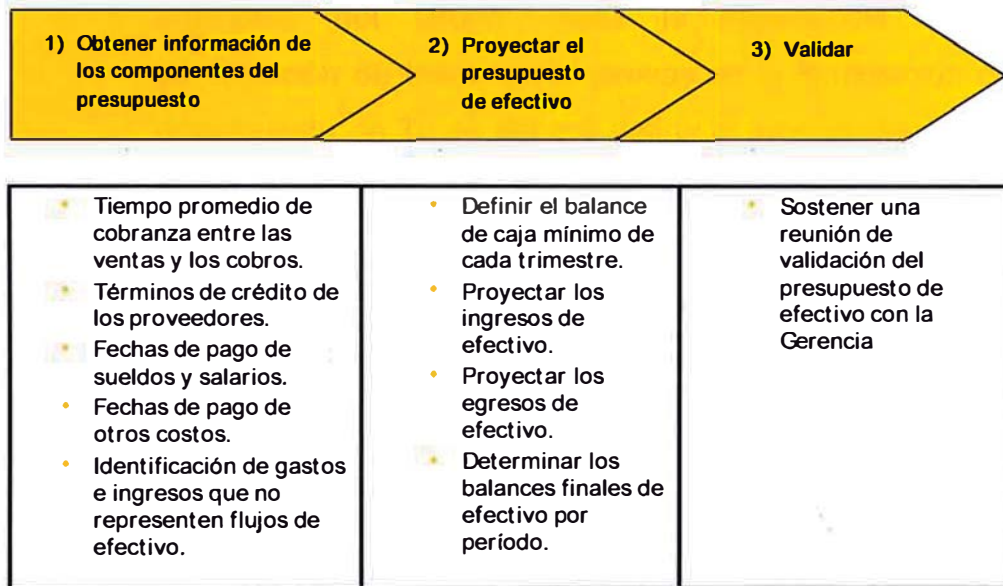 1) Obtener información de
los componentes del
presupuesto
2) Proyectar el
presupuesto
de efectivo
3) Validar
• Tiempo promedio de
cobranza entre las
ventas y los cobros.
• Términos de crédito de
los proveedores.
• Fechas de pago de
sueldos y salarios.
• Fechas de pago de
otros costos.
• Identificación de gastos
e ingresos que no
representen flujos de
efectivo.
• Definir el balance
de caja mínimo de
cada trimestre.
• Proyectar los
ingresos de
efectivo.
• Proyectar los
egresos de
efectivo.
• Determinar los
balances finales de
efectivo por
período.
• Sostener una
reunión de
validación del
presupuesto de
efectivo con la
Gerencia